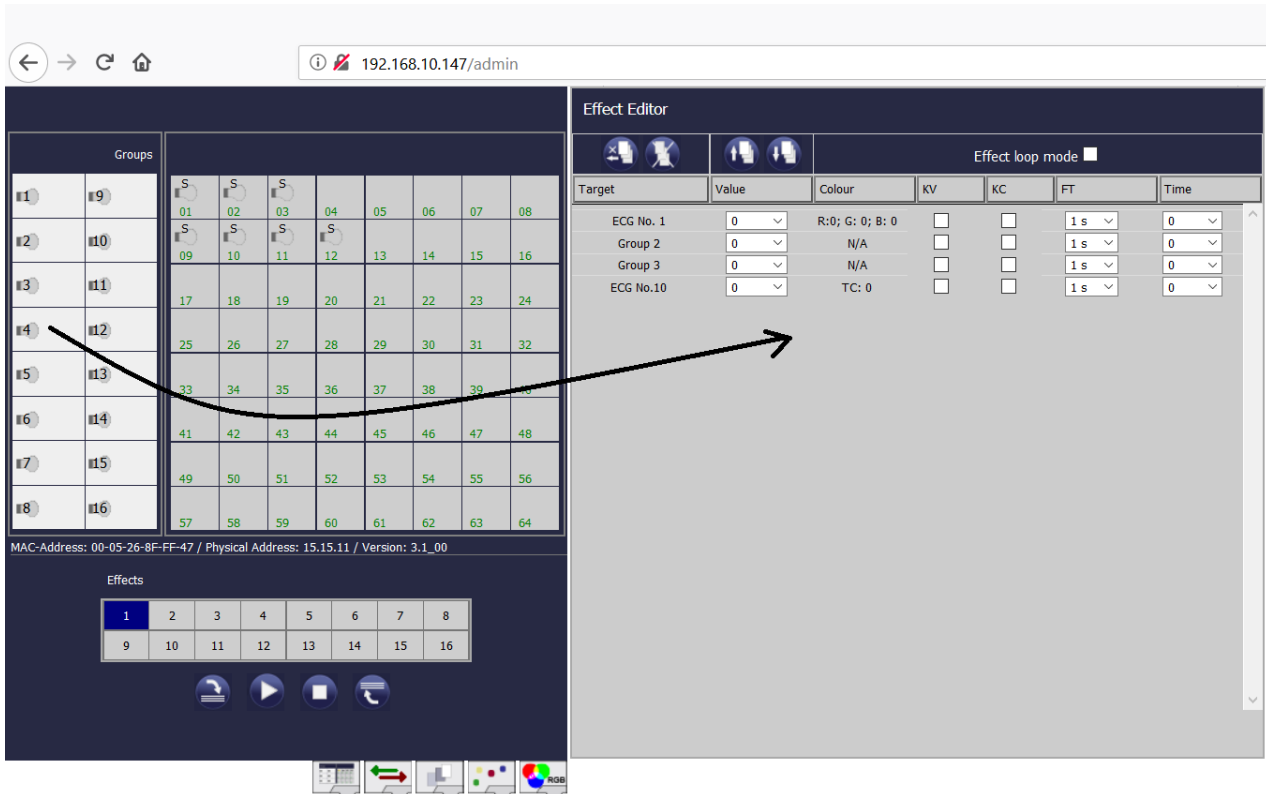 192.168.10.147/admin
Effect Editor
Groups
Effect loop mode
Target Value Colour KV KC FT Time
ECG No. 1 0 R:0; G: 0; B: 0 1 s 0
Group 2 0 N/A 1 s 0
Group 3 0 N/A 1 s 0
ECG No.10 0 TC: 0 1 s 0
1 9
2 10
3 11
4 12
5 13
6 14
7 15
8 16
S S S
01 02 03 04 05 06 07 08
S S S S
09 10 11 12 13 14 15 16
17 18 19 20 21 22 23 24
25 26 27 28 29 30 31 32
33 34 35 36 37 38 39 40
41 42 43 44 45 46 47 48
49 50 51 52 53 54 55 56
57 58 59 60 61 62 63 64
MAC-Address: 00-05-26-8F-FF-47 / Physical Address: 15.15.11 / Version: 3.1_00
Effects
1 2 3 4 5 6 7 8
9 10 11 12 13 14 15 16
RGB